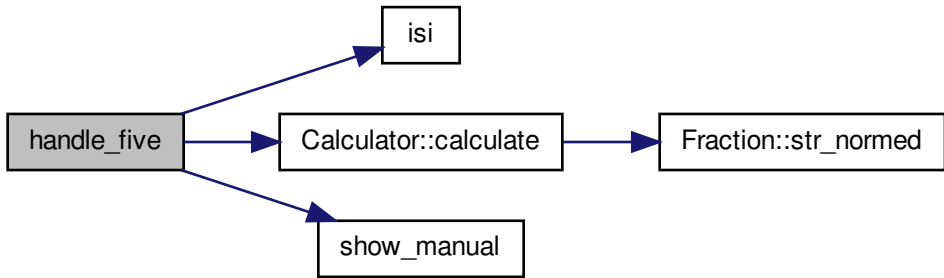 isi
handle_five
Calculator::calculate
Fraction::str_normed
show_manual